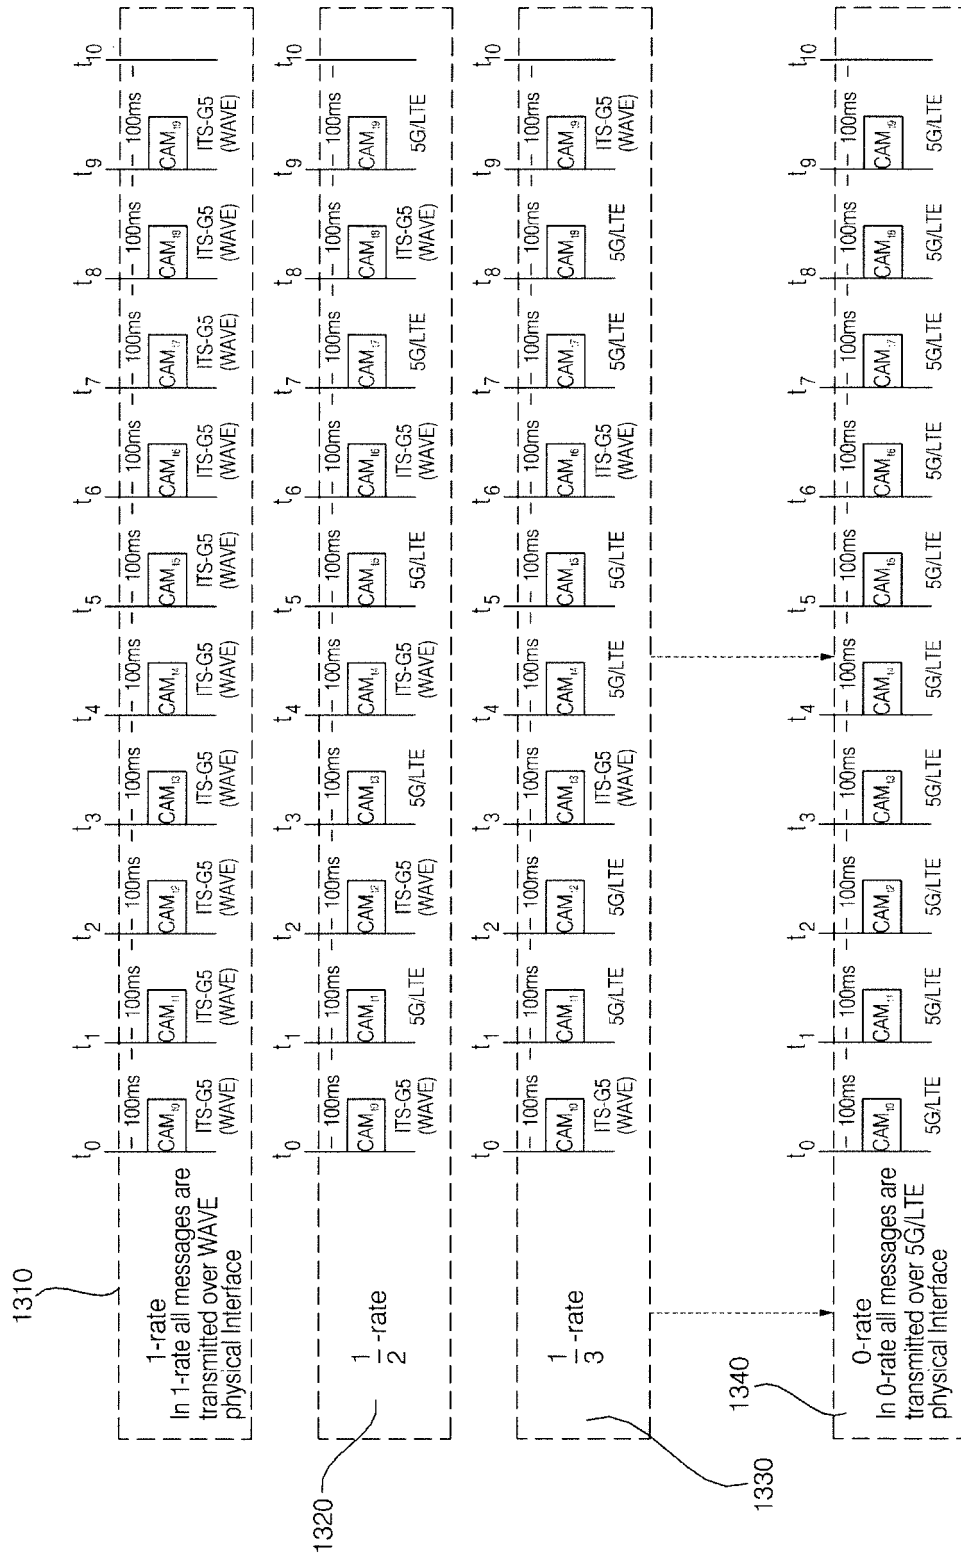 1310
1-rate
In 1-rate all messages are
transmitted over WAVE
physical Interface
t0 t1 t2 t3 t4 t5 t6 t7 t8 t9 t10
100ms 100ms 100ms 100ms 100ms 100ms 100ms 100ms 100ms 100ms
CAM10 CAM11 CAM12 CAM13 CAM14 CAM15 CAM16 CAM17 CAM18 CAM19
ITS-G5 ITS-G5 ITS-G5 ITS-G5 ITS-G5 ITS-G5 ITS-G5 ITS-G5 ITS-G5 ITS-G5
(WAVE) (WAVE) (WAVE) (WAVE) (WAVE) (WAVE) (WAVE) (WAVE) (WAVE) (WAVE)
1320
1/2-rate
t0 t1 t2 t3 t4 t5 t6 t7 t8 t9 t10
100ms 100ms 100ms 100ms 100ms 100ms 100ms 100ms 100ms 100ms
CAM10 CAM11 CAM12 CAM13 CAM14 CAM15 CAM16 CAM17 CAM18 CAM19
ITS-G5 5G/LTE ITS-G5 5G/LTE ITS-G5 5G/LTE ITS-G5 5G/LTE ITS-G5 5G/LTE
(WAVE) (WAVE) (WAVE) (WAVE) (WAVE)
1330
1/3-rate
t0 t1 t2 t3 t4 t5 t6 t7 t8 t9 t10
100ms 100ms 100ms 100ms 100ms 100ms 100ms 100ms 100ms 100ms
CAM10 CAM11 CAM12 CAM13 CAM14 CAM15 CAM16 CAM17 CAM18 CAM19
ITS-G5 5G/LTE 5G/LTE ITS-G5 5G/LTE 5G/LTE ITS-G5 5G/LTE 5G/LTE ITS-G5
(WAVE) (WAVE) (WAVE) (WAVE)
1340
0-rate
In 0-rate all messages are
transmitted over 5G/LTE
physical Interface
t0 t1 t2 t3 t4 t5 t6 t7 t8 t9 t10
100ms 100ms 100ms 100ms 100ms 100ms 100ms 100ms 100ms 100ms
CAM10 CAM11 CAM12 CAM13 CAM14 CAM15 CAM16 CAM17 CAM18 CAM19
5G/LTE 5G/LTE 5G/LTE 5G/LTE 5G/LTE 5G/LTE 5G/LTE 5G/LTE 5G/LTE 5G/LTE